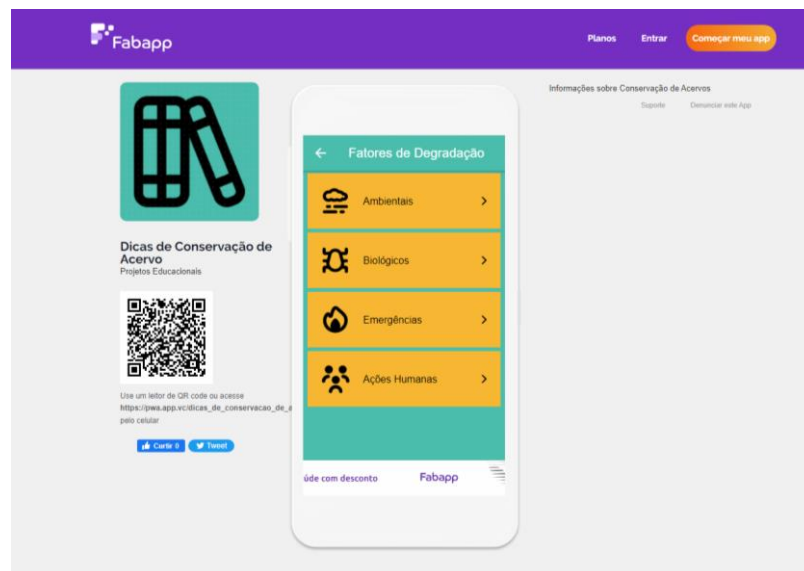 Fabapp
Planos
Entrar
Começar meu app
Dicas de Conservação de
Acervo
Projetos Educacionais
Use um leitor de QR code ou acesse
https://pwa.app.vc/dicas_de_conservacao_de_a
pelo celular
Curtir 0
Tweet
Fatores de Degradação
Ambientais
Biológicos
Emergências
Ações Humanas
úde com desconto
Fabapp
Informações sobre Conservação de Acervos
Suporte
Denunciar este App